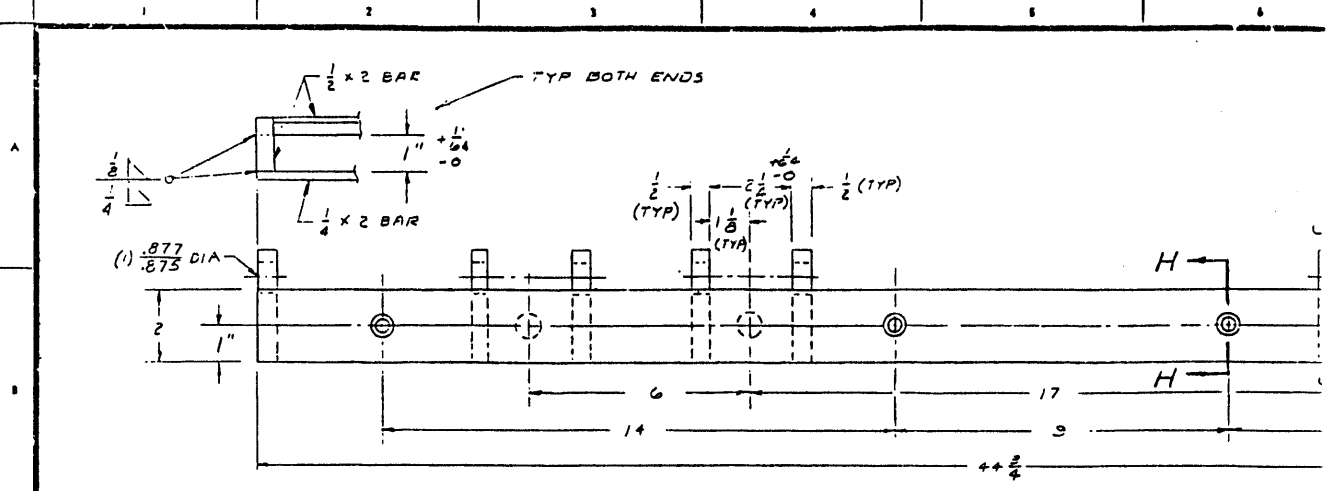 1 2 3 4 5 6
1/2 × 2 BAR
TYP BOTH ENDS
A
1" +1/64 -0
1/8
1/4
1/4 × 2 BAR
1/2 (TYP)
2 1/2 +1/64 -0 (TYP)
1/2 (TYP)
1 1/8 (TYP)
(1) .877/.875 DIA
H
2
1"
H
B
6
17
14
9
44 3/4